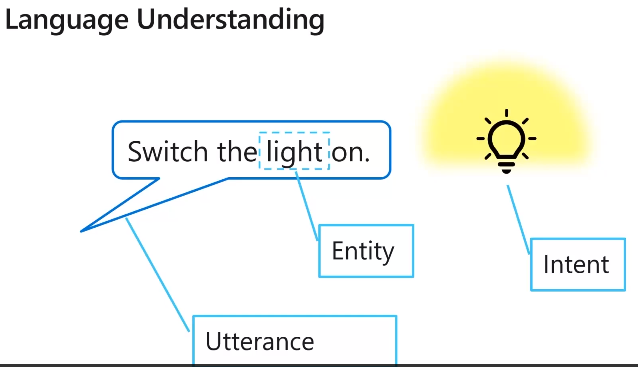 Language Understanding
Switch the light on.
Entity
Intent
Utterance